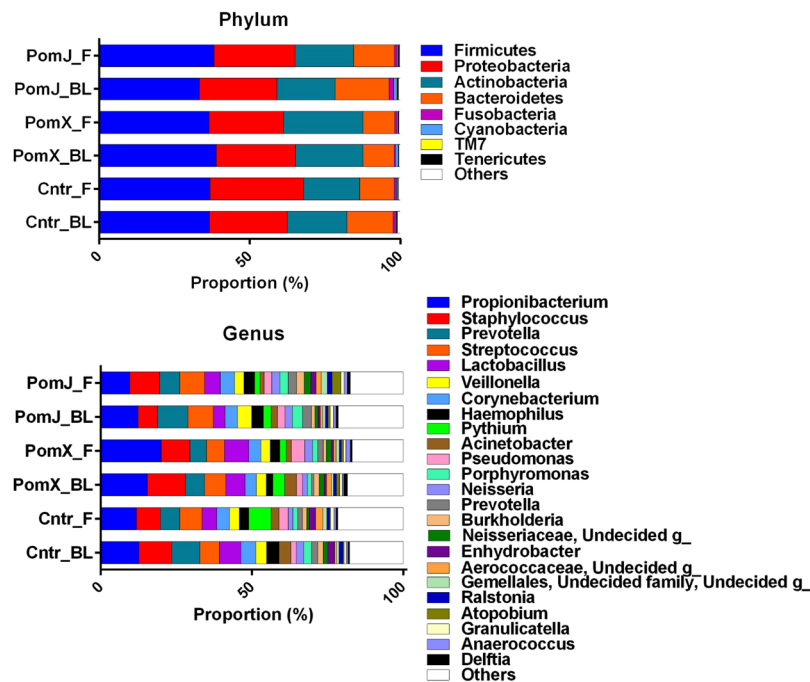 Phylum
PomJ_F
PomJ_BL
PomX_F
PomX_BL
Cntr_F
Cntr_BL
0
50
100
Proportion (%)
Firmicutes
Proteobacteria
Actinobacteria
Bacteroidetes
Fusobacteria
Cyanobacteria
TM7
Tenericutes
Others
Genus
PomJ_F
PomJ_BL
PomX_F
PomX_BL
Cntr_F
Cntr_BL
0
50
100
Proportion (%)
Propionibacterium
Staphylococcus
Prevotella
Streptococcus
Lactobacillus
Veillonella
Corynebacterium
Haemophilus
Pythium
Acinetobacter
Pseudomonas
Porphyromonas
Neisseria
Prevotella
Burkholderia
Neisseriaceae, Undecided g_
Enhydrobacter
Aerococcaceae, Undecided g_
Gemellales, Undecided family, Undecided g_
Ralstonia
Atopobium
Granulicatella
Anaerococcus
Delftia
Others